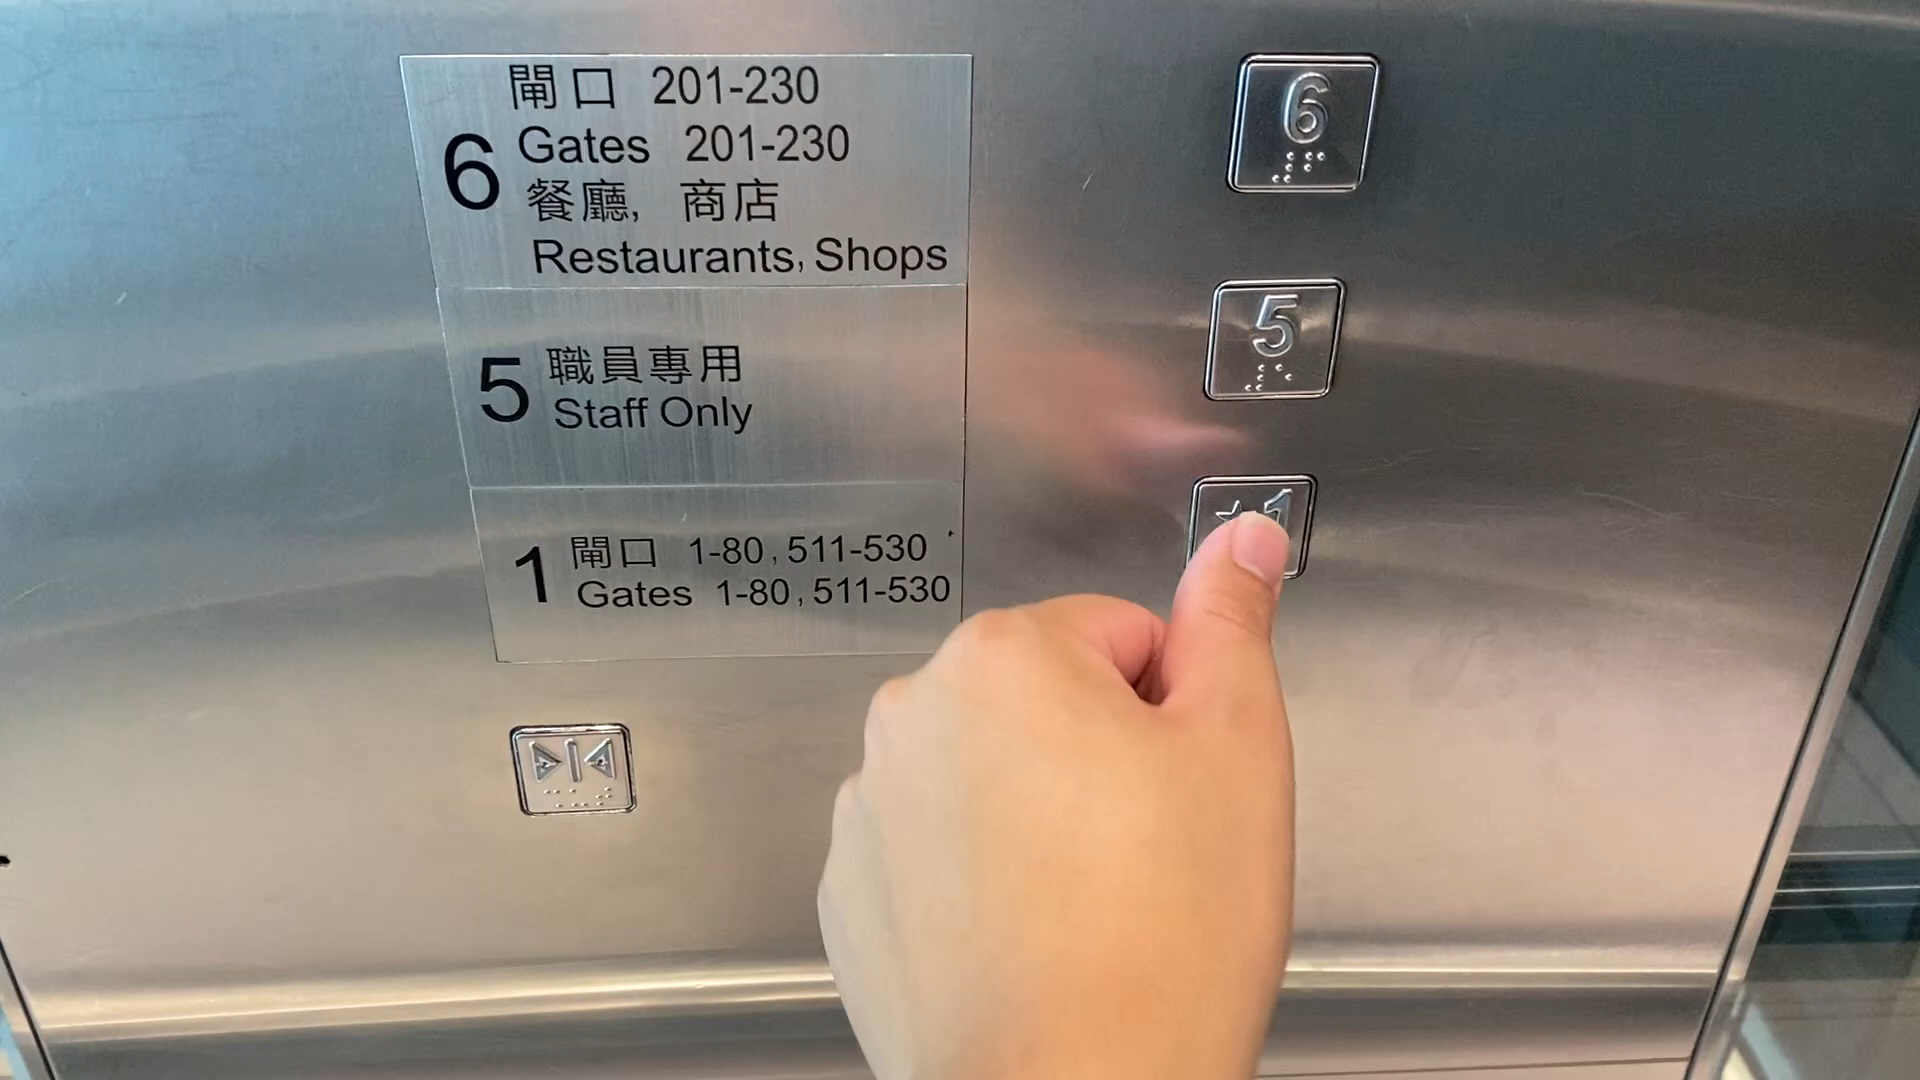 閘口 201-230
6 Gates 201-230
餐廳, 商店
Restaurants, Shops
5 職員專用
Staff Only
1 閘口 1-80, 511-530
Gates 1-80, 511-530
6
5
1